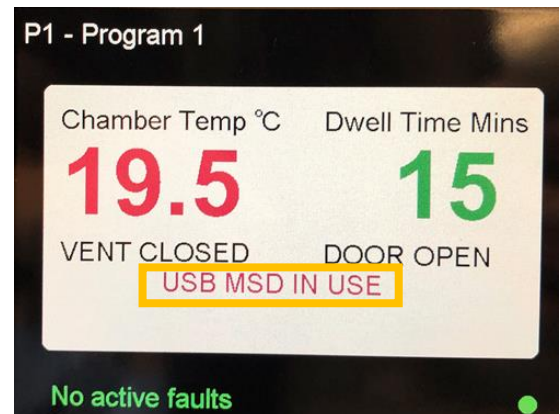 P1 - Program 1
Chamber Temp °C Dwell Time Mins
19.5 15
VENT CLOSED DOOR OPEN
USB MSD IN USE
No active faults